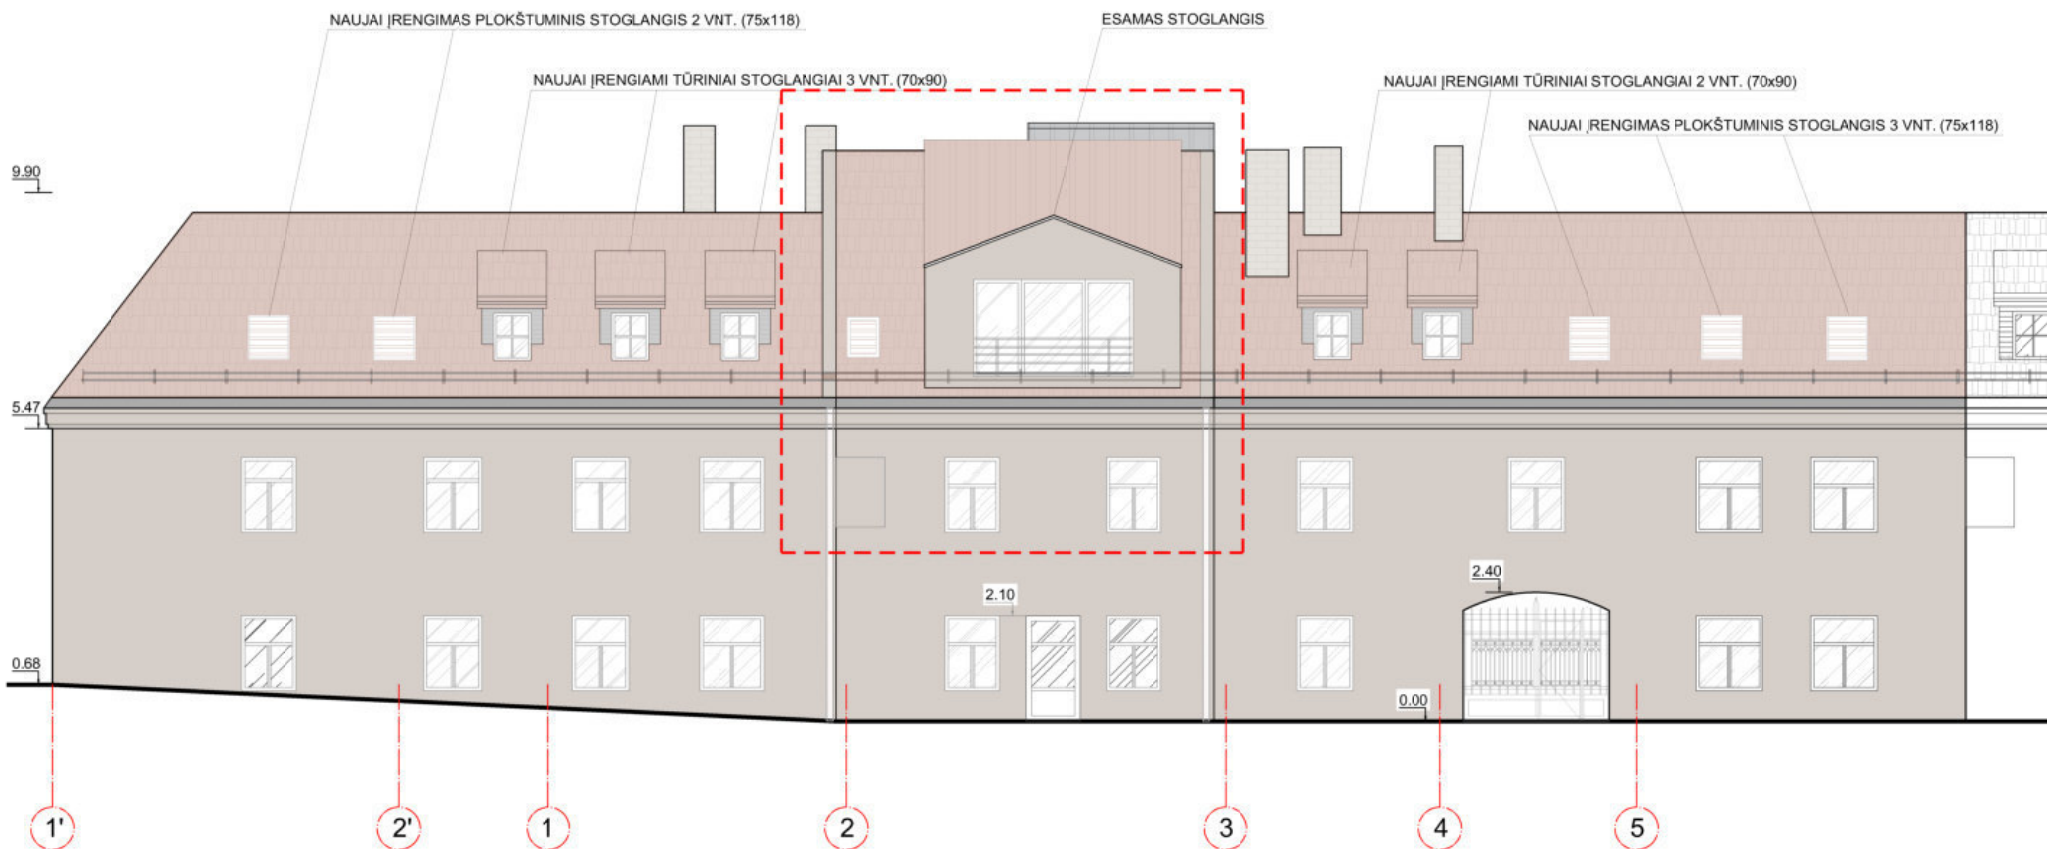 NAUJAI ĮRENGIMAS PLOKŠTUMINIS STOGLANGIS 2 VNT. (75x118)
ESAMAS STOGLANGIS
NAUJAI ĮRENGIAMI TŪRINIAI STOGLANGIAI 3 VNT. (70x90)
NAUJAI ĮRENGIAMI TŪRINIAI STOGLANGIAI 2 VNT. (70x90)
NAUJAI ĮRENGIMAS PLOKŠTUMINIS STOGLANGIS 3 VNT. (75x118)
9.90
5.47
2.40
2.10
0.68
0.00
1' 2' 1 2 3 4 5